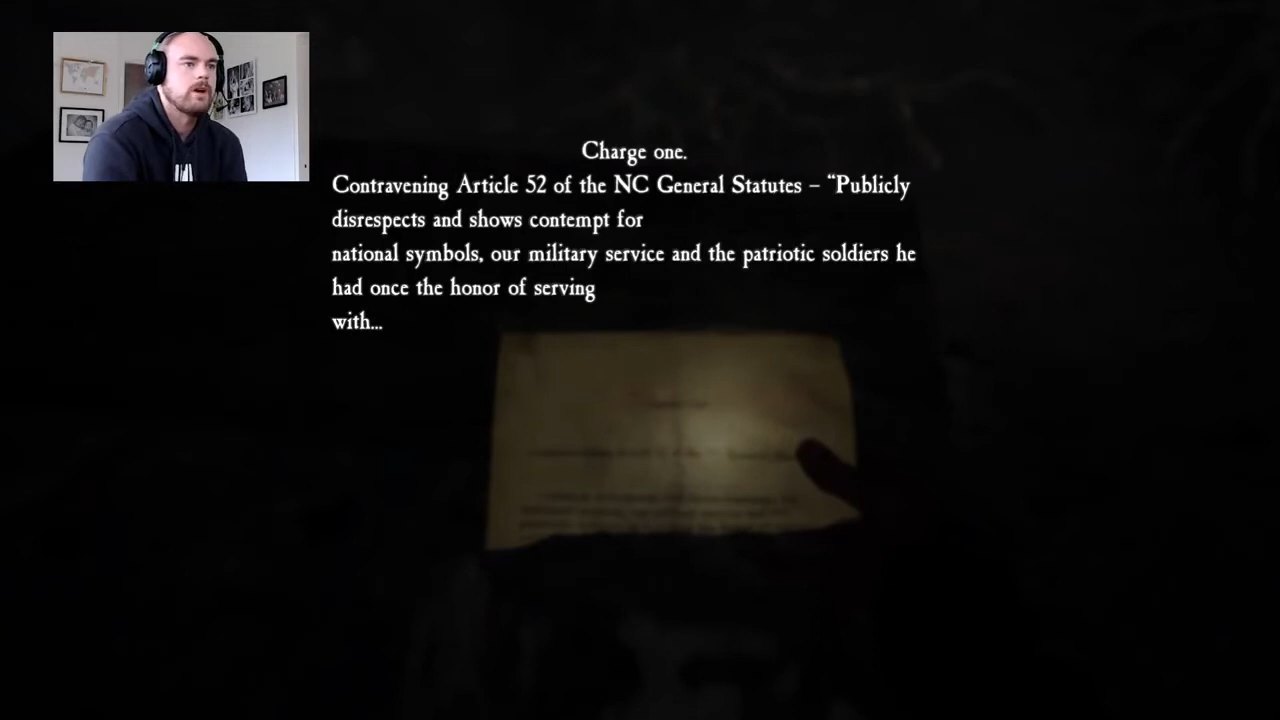 Charge one.
Contravening Article 52 of the NC General Statutes – “Publicly
disrespects and shows contempt for
national symbols, our military service and the patriotic soldiers he
had once the honor of serving
with...